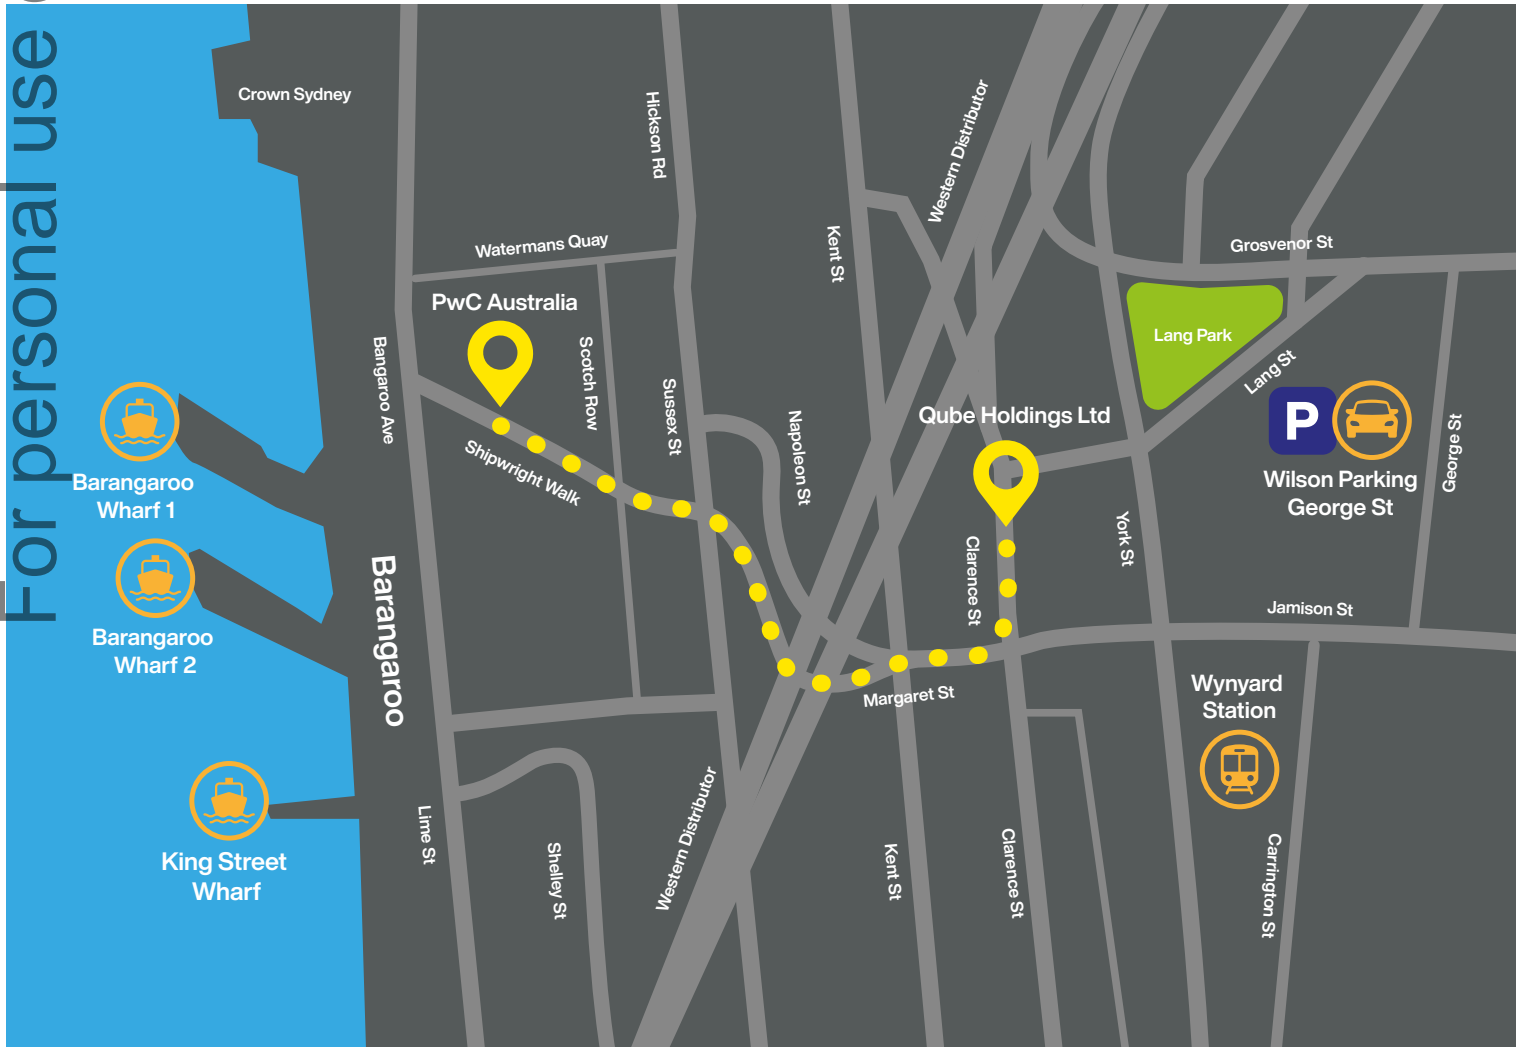 For personal use
Crown Sydney
Hickson Rd
Western Distributor
Watermans Quay
Kent St
Grosvenor St
PwC Australia
Lang Park
Bangaroo Ave
Scotch Row
Sussex St
Lang St
Napoleon St
Qube Holdings Ltd
P
George St
Shipwright Walk
Wilson Parking
George St
Barangaroo
Wharf 1
York St
Clarence St
Barangaroo
Jamison St
Barangaroo
Wharf 2
Margaret St
Wynyard
Station
Lime St
Western Distributor
King Street
Wharf
Shelley St
Kent St
Clarence St
Carrington St